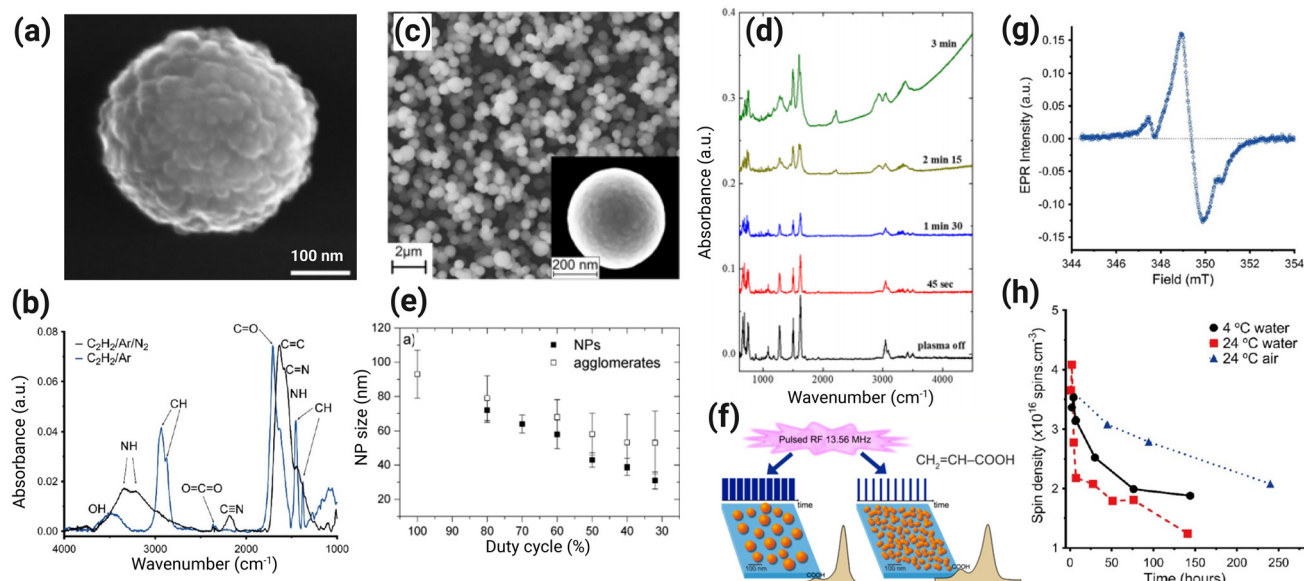 (a)
100 nm
(b)
Absorbance (a.u.)
0.08
0.06
0.04
0.02
0.00
4000
3000
2000
1000
Wavenumber (cm⁻¹)
C₂H₂/Ar/N₂
C₂H₂/Ar
OH
NH
CH
O=C=O
C≡N
C=O
C=C
C=N
NH
CH
(c)
2µm
200 nm
(d)
Absorbance (a.u.)
0.4
0.3
0.2
0.1
0.0
3 min
2 min 15
1 min 30
45 sec
plasma off
1000
2000
3000
4000
Wavenumber (cm⁻¹)
(e)
a)
NP size (nm)
120
100
80
60
40
20
NPs
agglomerates
100
90
80
70
60
50
40
30
Duty cycle (%)
(f)
Pulsed RF 13.56 MHz
CH₂=CH–COOH
time
time
100 nm
COOH
100 nm
COOH
(g)
EPR Intensity (a.u.)
0.15
0.10
0.05
0.00
-0.05
-0.10
-0.15
344
346
348
350
352
354
Field (mT)
(h)
Spin density (x10¹⁶ spins.cm⁻³)
5
4
3
2
1
4 ºC water
24 ºC water
24 ºC air
0
50
100
150
200
250
Time (hours)